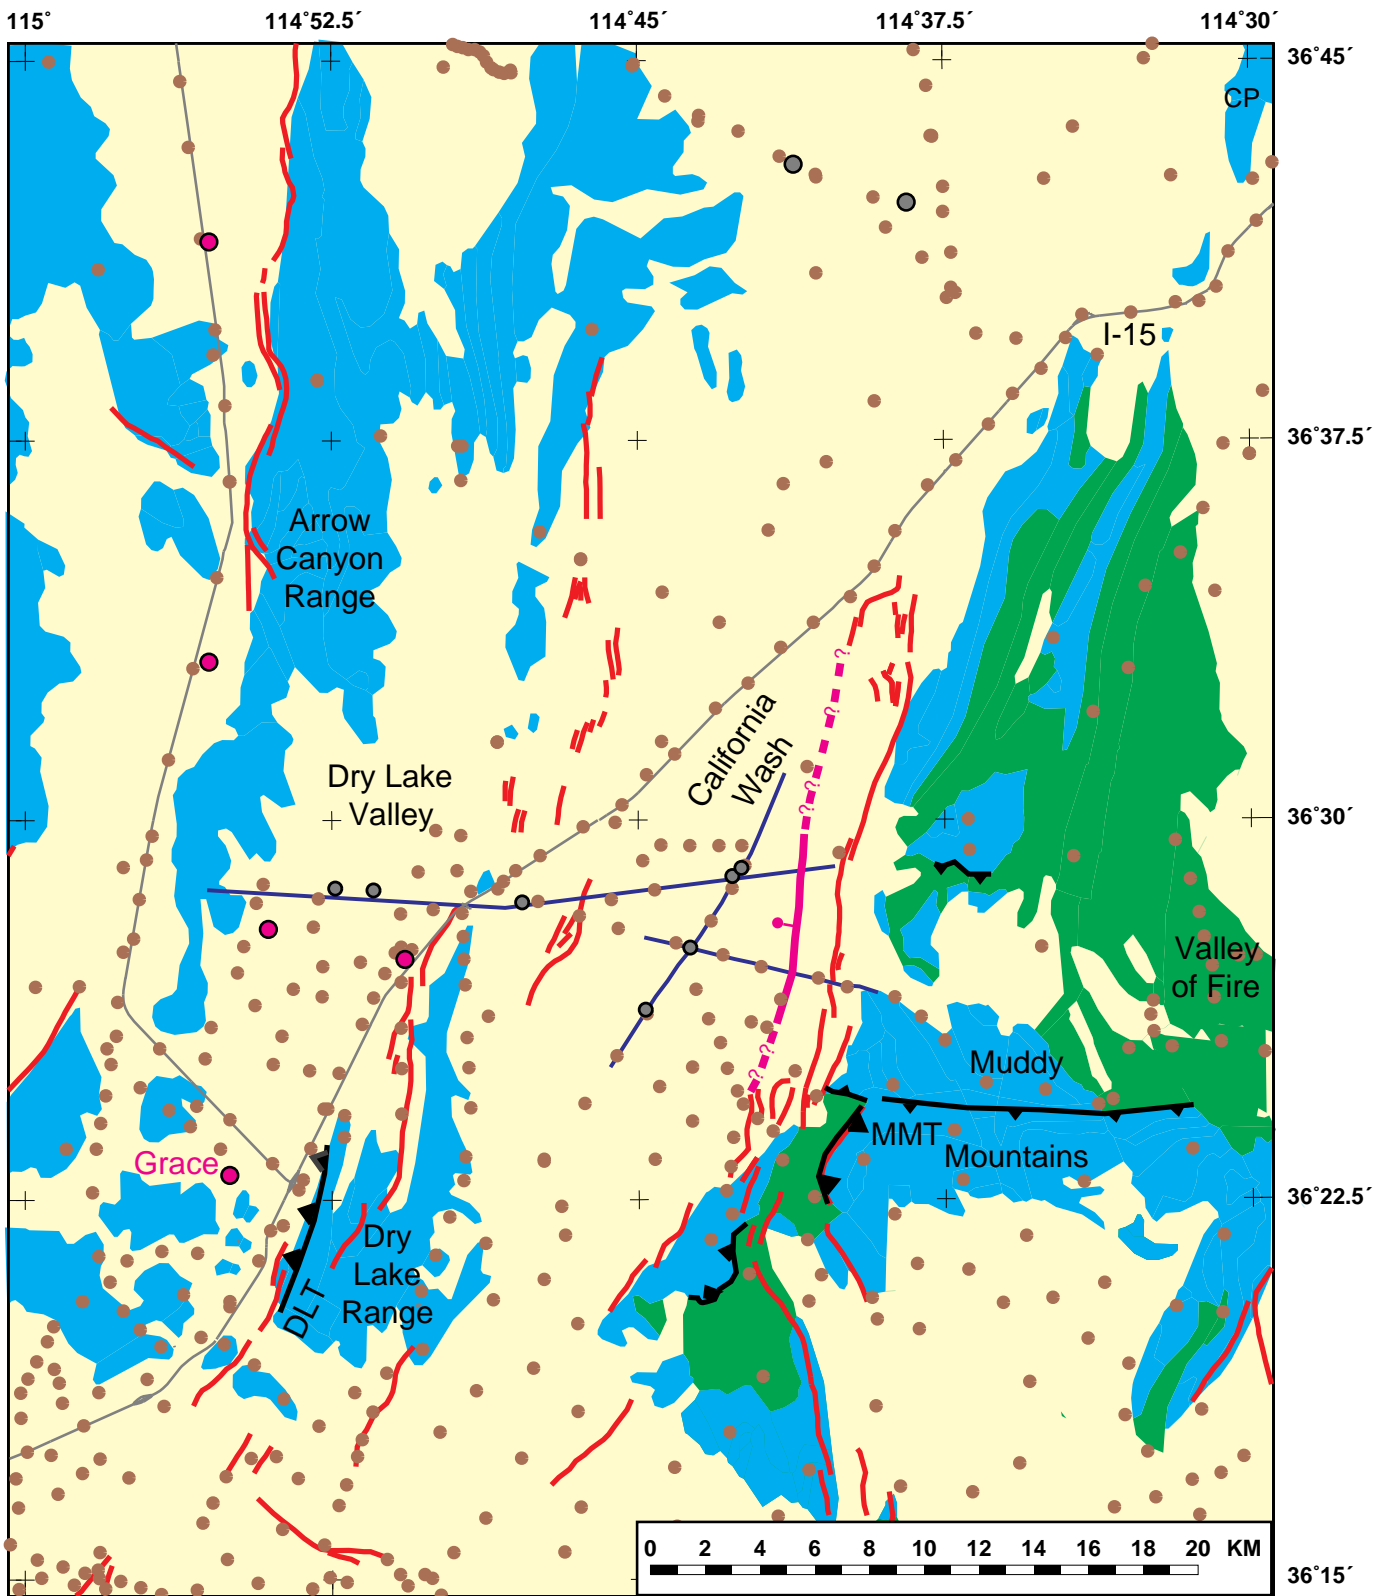 115°
114°52.5´
114°45´
114°37.5´
114°30´
36°45´
CP
I-15
36°37.5´
Arrow
Canyon
Range
?
?
California
Wash
Dry Lake
Valley
?
?
36°30´
Valley
of Fire
?
?
Muddy
MMT
Mountains
Grace
36°22.5´
Dry
Lake
Range
DLT
0 2 4 6 8 10 12 14 16 18 20 KM
36°15´